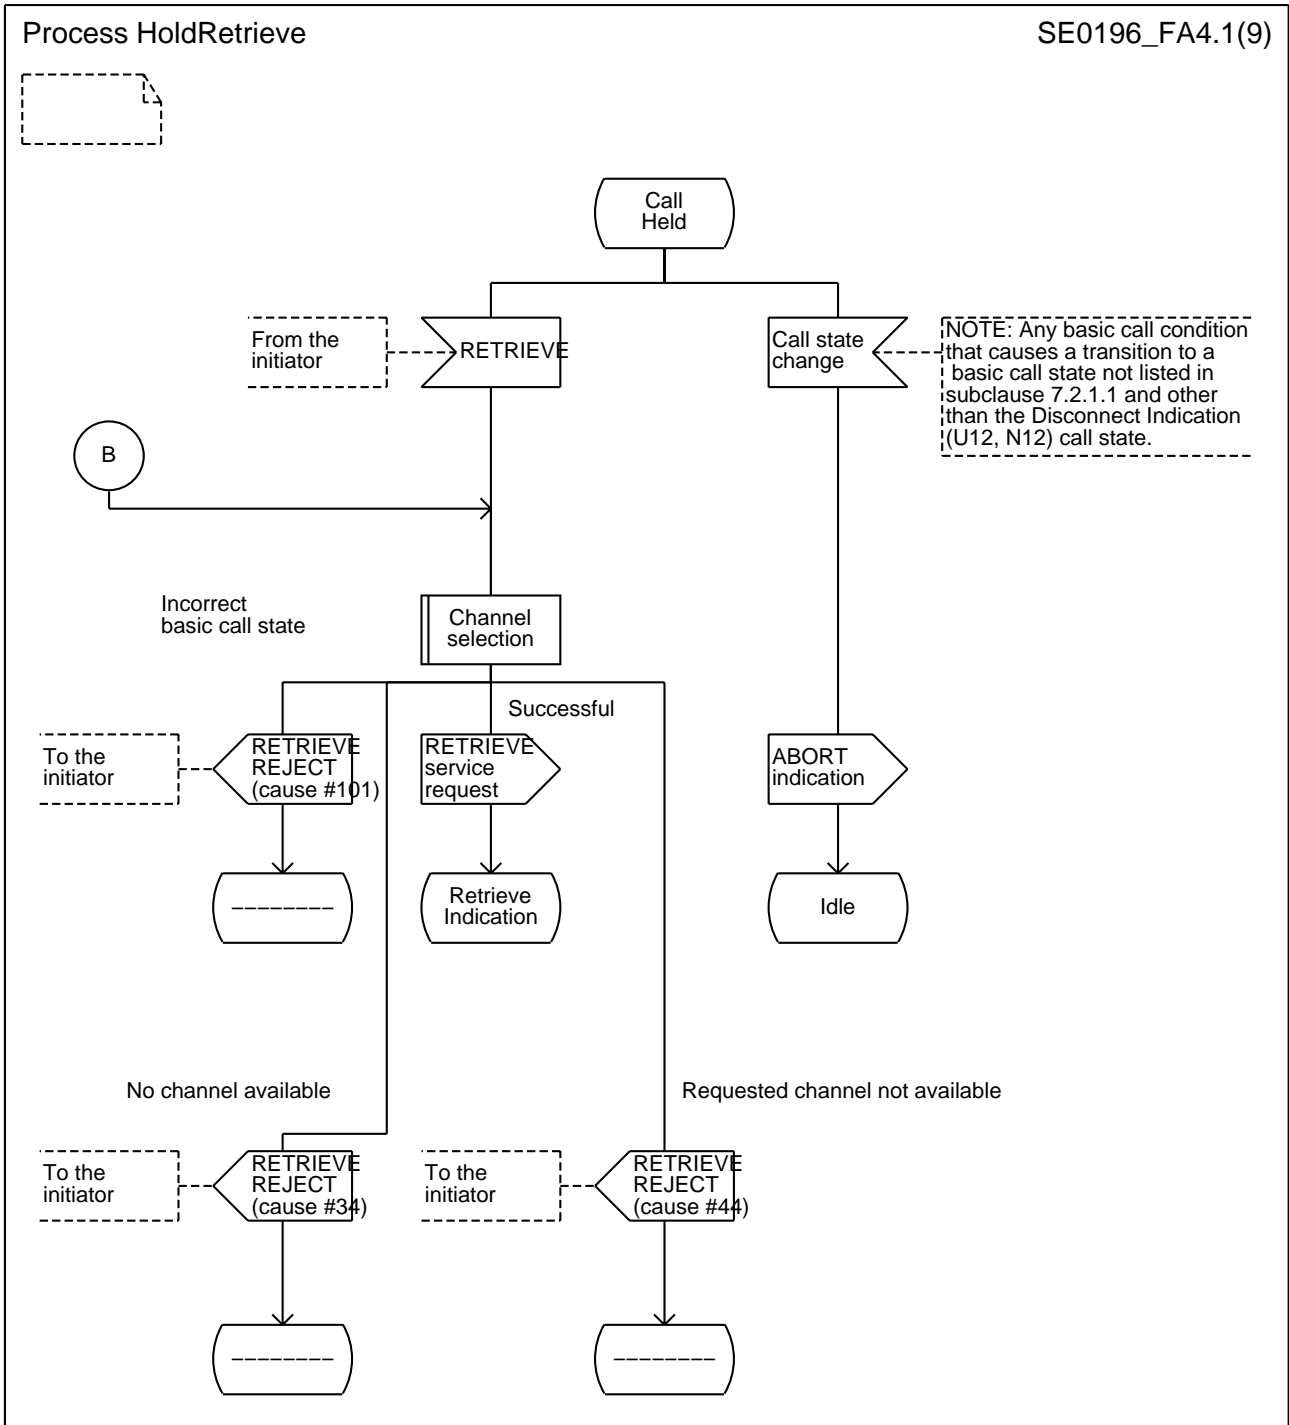 Process HoldRetrieve
SE0196_FA4.1(9)
Call
Held
From the
initiator
RETRIEVE
Call state
change
NOTE: Any basic call condition
that causes a transition to a
basic call state not listed in
subclause 7.2.1.1 and other
than the Disconnect Indication
(U12, N12) call state.
B
Incorrect
basic call state
Channel
selection
Successful
To the
initiator
RETRIEVE
REJECT
(cause #101)
RETRIEVE
service
request
ABORT
indication
________
Retrieve
Indication
Idle
No channel available
Requested channel not available
To the
initiator
RETRIEVE
REJECT
(cause #34)
To the
initiator
RETRIEVE
REJECT
(cause #44)
________
________